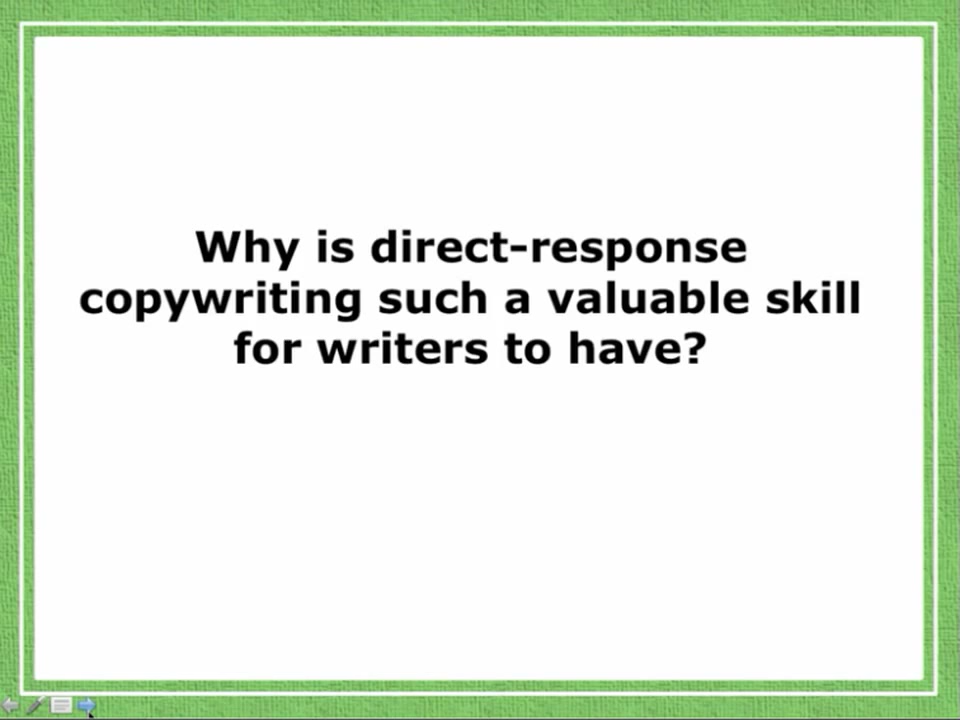 Why is direct-response
copywriting such a valuable skill
for writers to have?